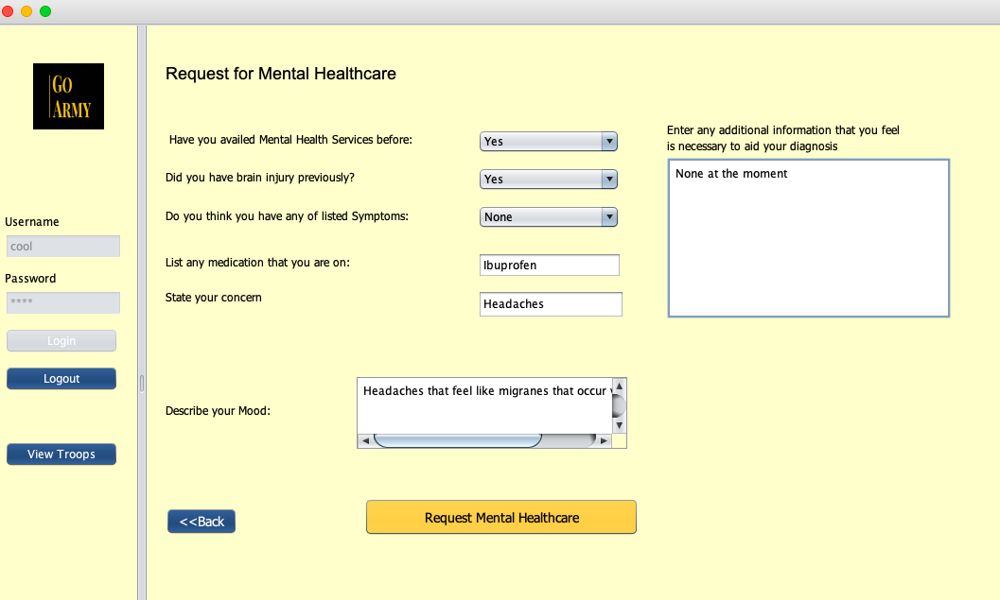 GO
ARMY
Username
cool
Password
****
Login
Logout
View Troops
Request for Mental Healthcare
Have you availed Mental Health Services before:
Yes
Did you have brain injury previously?
Yes
Do you think you have any of listed Symptoms:
None
List any medication that you are on:
Ibuprofen
State your concern
Headaches
Enter any additional information that you feel
is necessary to aid your diagnosis
None at the moment
Describe your Mood:
Headaches that feel like migranes that occur
<<Back
Request Mental Healthcare